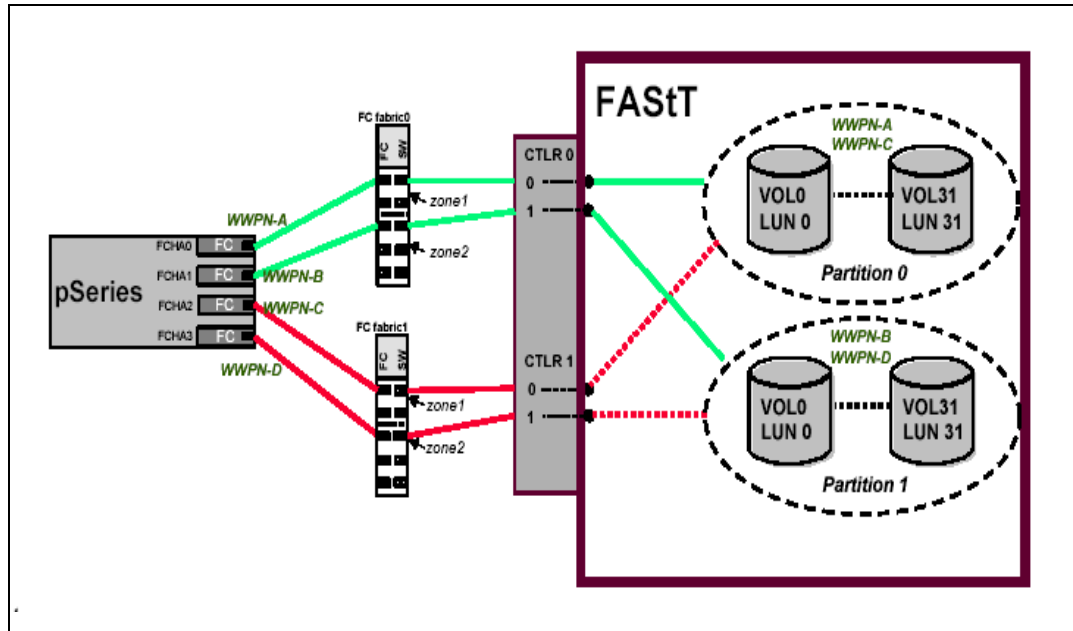 FAStT
FC fabric0
FC
SW
zone1
zone2
WWPN-A
WWPN-B
WWPN-C
WWPN-D
pSeries
FCHA0 FC
FCHA1 FC
FCHA2 FC
FCHA3 FC
FC fabric1
FC
SW
zone1
zone2
CTLR 0
0
1
CTLR 1
0
1
WWPN-A
WWPN-C
VOL0
LUN 0
VOL31
LUN 31
Partition 0
WWPN-B
WWPN-D
VOL0
LUN 0
VOL31
LUN 31
Partition 1